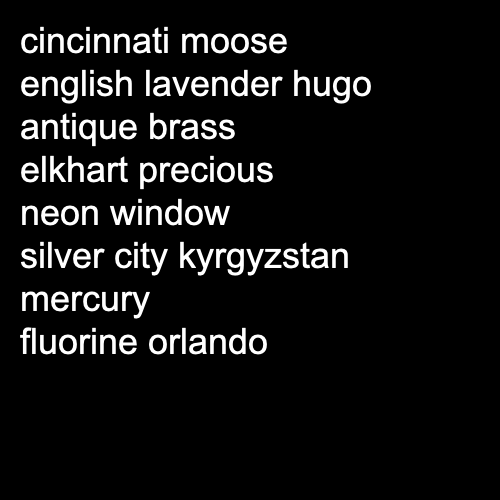 cincinnati moose
english lavender hugo
antique brass
elkhart precious
neon window
silver city kyrgyzstan
mercury
fluorine orlando